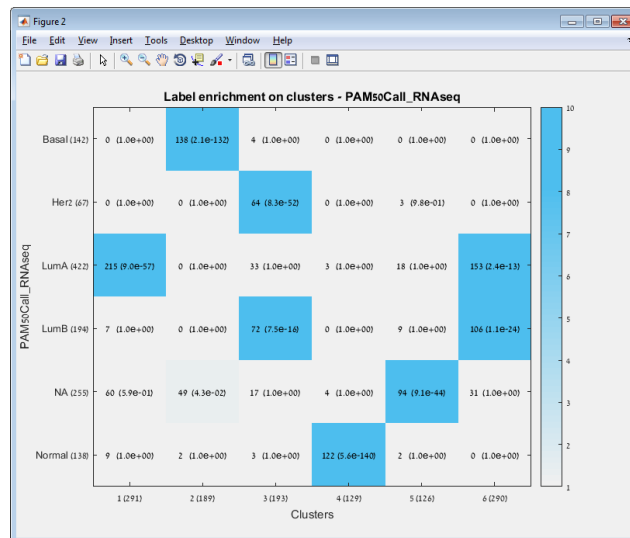 Figure 2
File Edit View Insert Tools Desktop Window Help
Label enrichment on clusters - PAM50Call_RNAseq
PAM50Call_RNAseq
Basal (142) 0 (1.0e+00) 138 (2.1e-132) 4 (1.0e+00) 0 (1.0e+00) 0 (1.0e+00) 0 (1.0e+00)
Her2 (67) 0 (1.0e+00) 0 (1.0e+00) 64 (8.3e-52) 0 (1.0e+00) 3 (9.8e-01) 0 (1.0e+00)
LumA (422) 215 (9.0e-57) 0 (1.0e+00) 33 (1.0e+00) 3 (1.0e+00) 18 (1.0e+00) 153 (2.4e-13)
LumB (194) 7 (1.0e+00) 0 (1.0e+00) 72 (7.5e-16) 0 (1.0e+00) 9 (1.0e+00) 106 (1.1e-24)
NA (255) 60 (5.9e-01) 49 (4.3e-02) 17 (1.0e+00) 4 (1.0e+00) 94 (9.1e-44) 31 (1.0e+00)
Normal (138) 9 (1.0e+00) 2 (1.0e+00) 3 (1.0e+00) 122 (5.6e-140) 2 (1.0e+00) 0 (1.0e+00)
1 (291) 2 (189) 3 (193) 4 (129) 5 (126) 6 (290)
Clusters
10
9
8
7
6
5
4
3
2
1